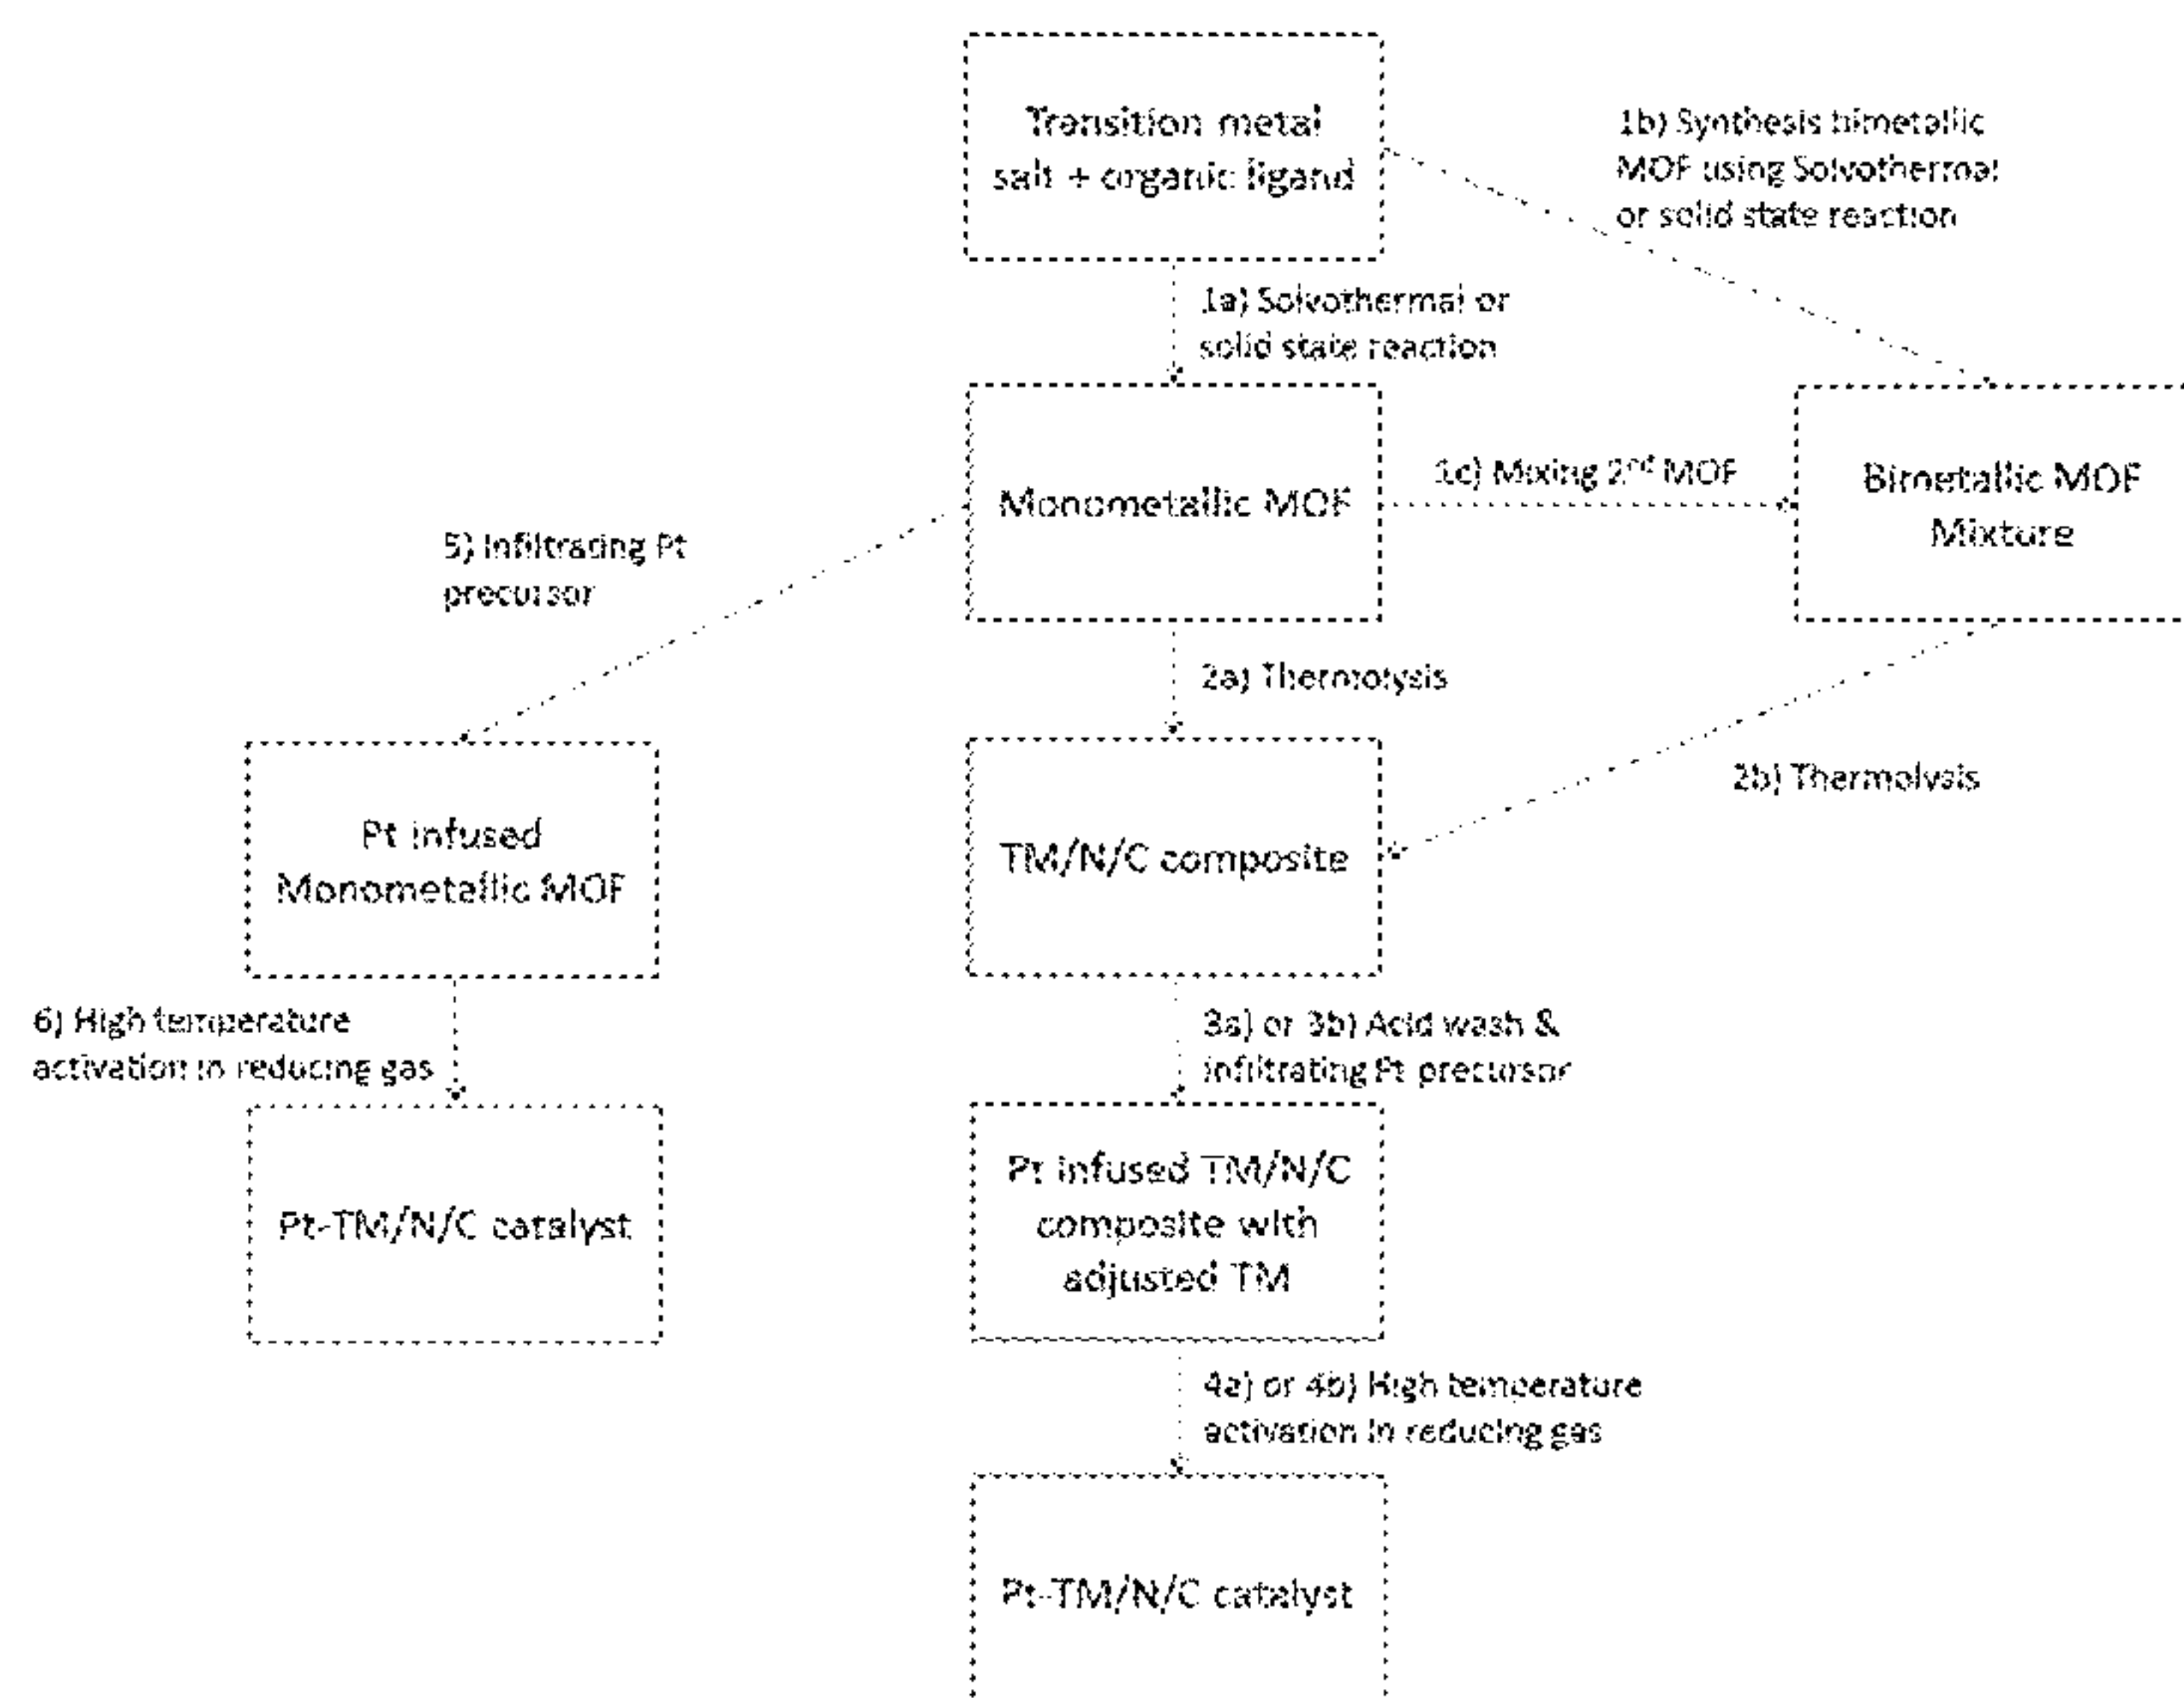 Transition metal
salt + organic ligand
1b) Synthesis bimetallic
MOF using Solvothermal
or solid state reaction
1a) Solvothermal or
solid state reaction
Monometallic MOF
1c) Mixing 2nd MOF
Bimetallic MOF
Mixture
5) Infiltrating Pt
precursor
2a) Thermolysis
2b) Thermolysis
Pt infused
Monometallic MOF
TM/N/C composite
6) High temperature
activation in reducing gas
3a) or 3b) Acid wash &
infiltrating Pt precursor
Pt-TM/N/C catalyst
Pt infused TM/N/C
composite with
adjusted TM
4a) or 4b) High temperature
activation in reducing gas
Pt-TM/N/C catalyst